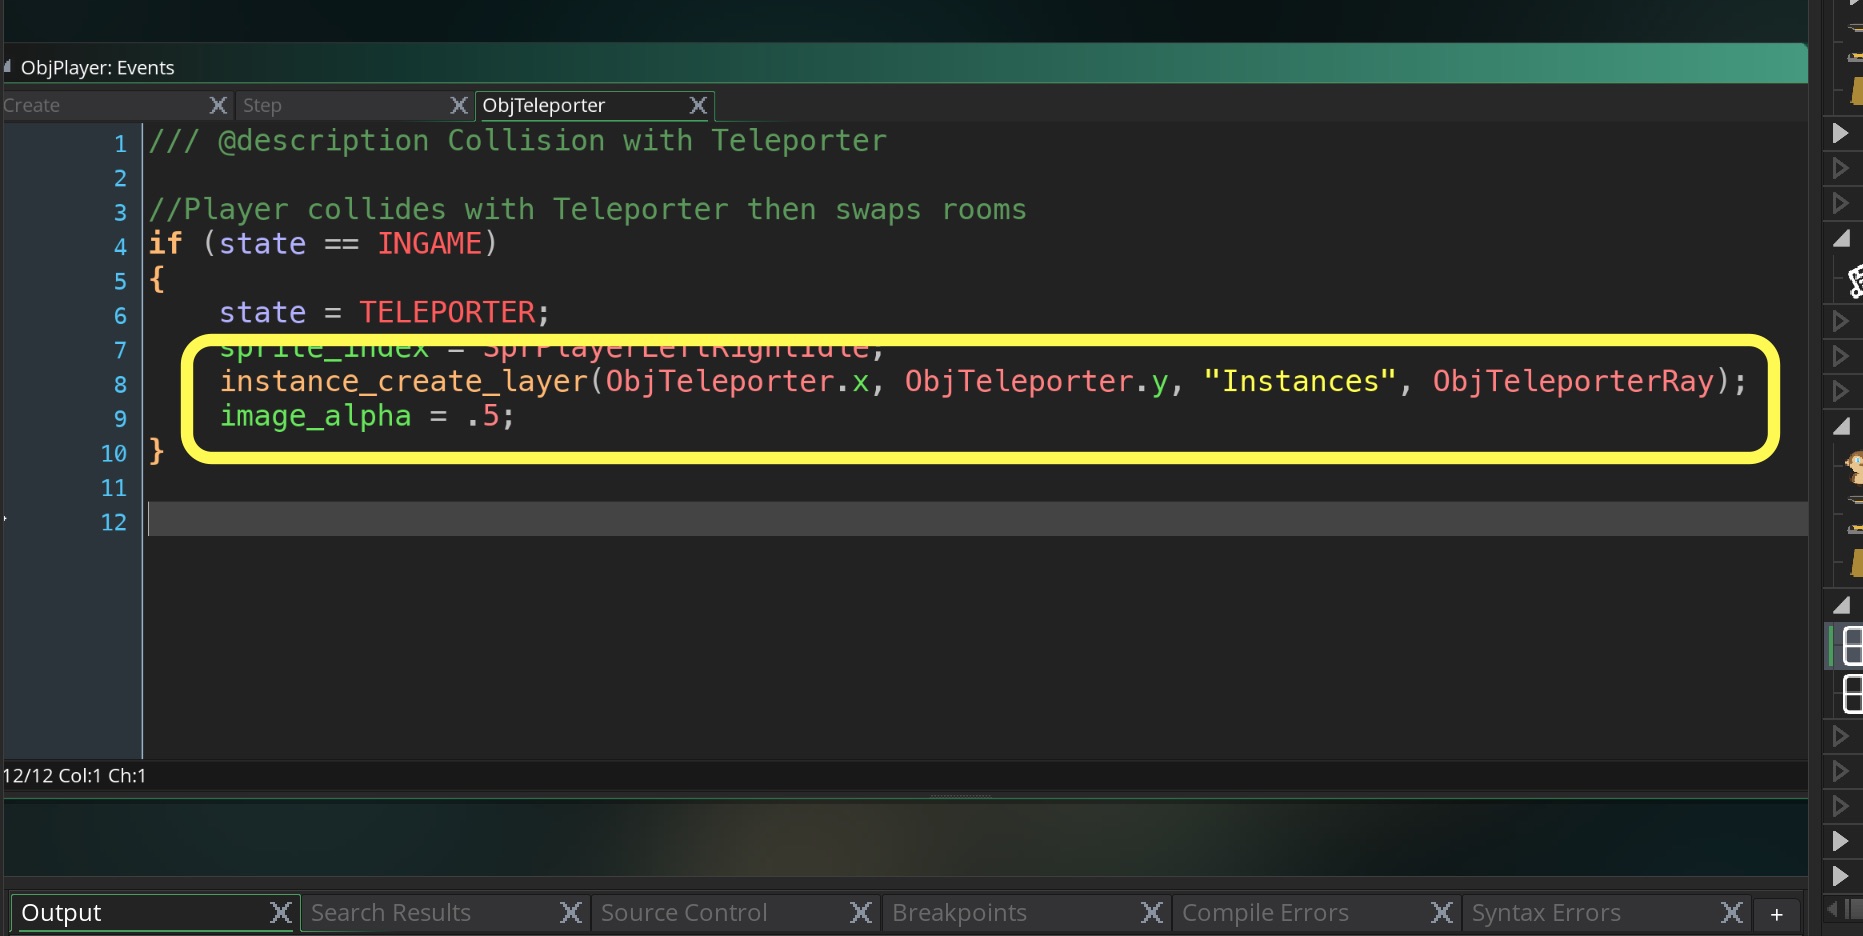 ObjPlayer: Events
Create
Step
ObjTeleporter
1 /// @description Collision with Teleporter
2
3 //Player collides with Teleporter then swaps rooms
4 if (state == INGAME)
5 {
6 state = TELEPORTER;
7 sprite_index = SprPlayerLeftRightIdle;
8 instance_create_layer(ObjTeleporter.x, ObjTeleporter.y, "Instances", ObjTeleporterRay);
9 image_alpha = .5;
10 }
11
12
12/12 Col:1 Ch:1
Output
Search Results
Source Control
Breakpoints
Compile Errors
Syntax Errors
+